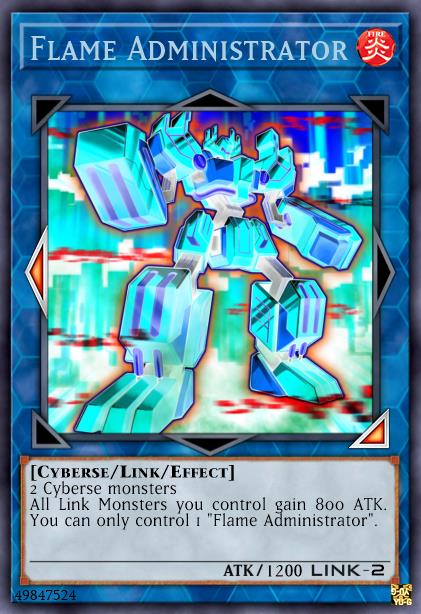 Flame Administrator
FIRE
炎
[Cyberse/Link/Effect]
2 Cyberse monsters
All Link Monsters you control gain 800 ATK.
You can only control 1 "Flame Administrator".
ATK/1200 LINK-2
49847524